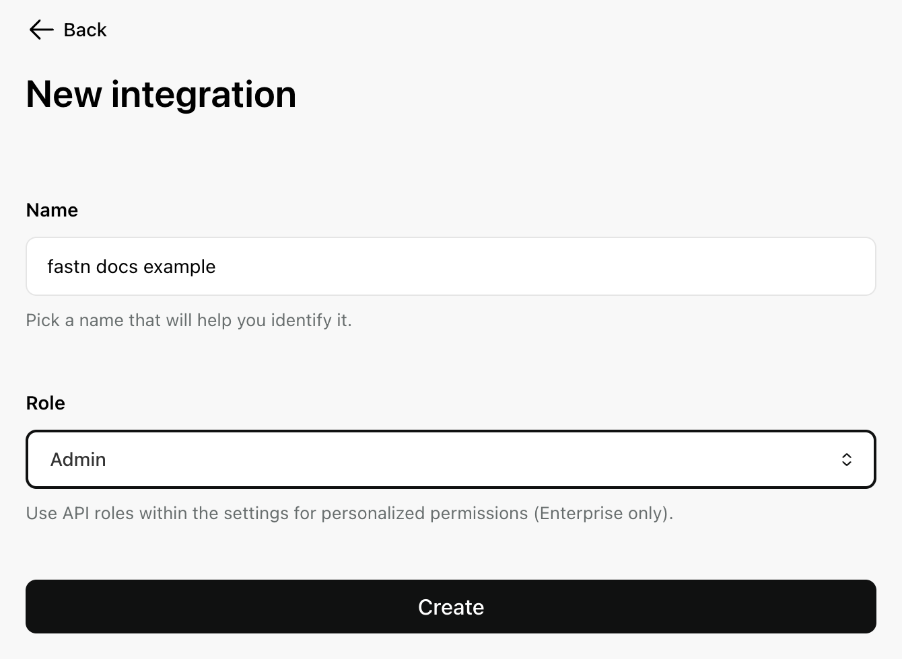 Back
New integration
Name
fastn docs example
Pick a name that will help you identify it.
Role
Admin
Use API roles within the settings for personalized permissions (Enterprise only).
Create